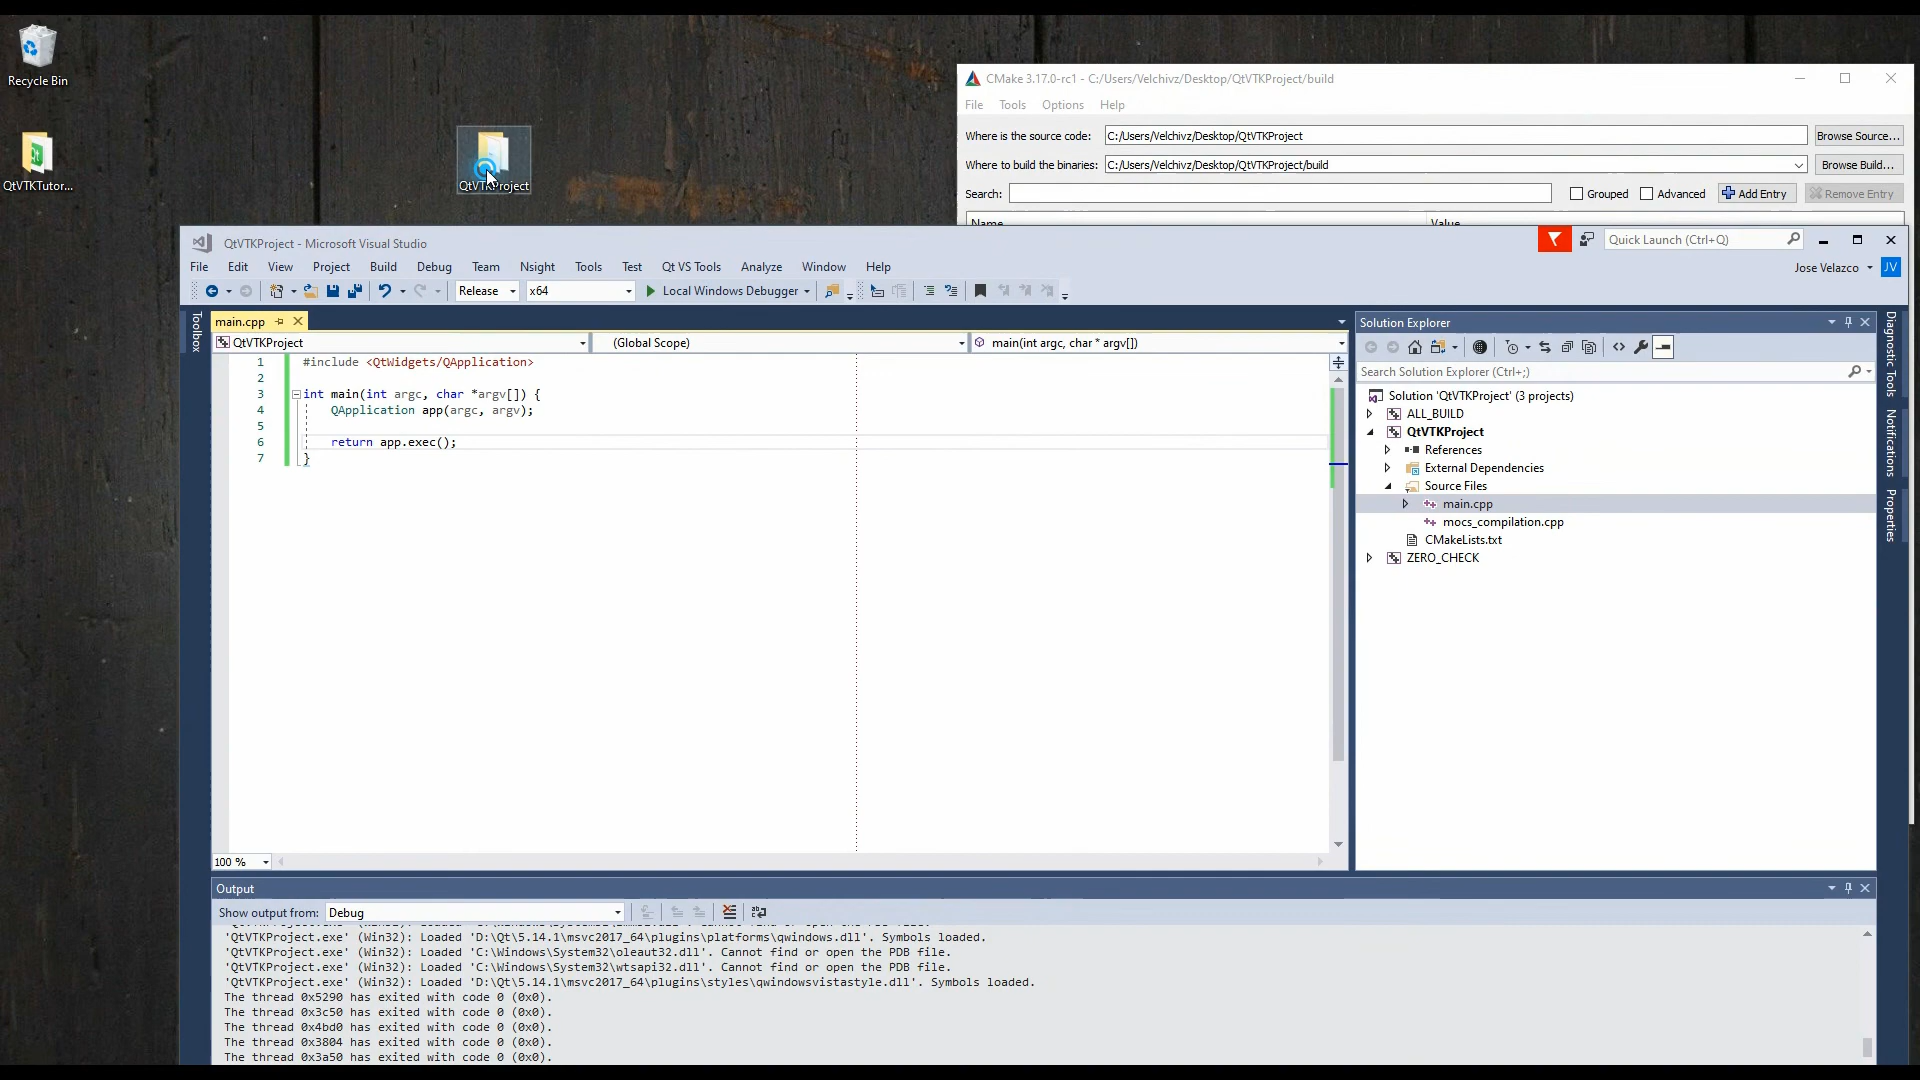 Recycle Bin
QtVTKTutor...
QtVTKProject
CMake 3.17.0-rc1 - C:/Users/Velchivz/Desktop/QtVTKProject/build
File Tools Options Help
Where is the source code: C:/Users/Velchivz/Desktop/QtVTKProject Browse Source...
Where to build the binaries: C:/Users/Velchivz/Desktop/QtVTKProject/build Browse Build...
Search: Grouped Advanced Add Entry Remove Entry
Name Value
QtVTKProject - Microsoft Visual Studio
Quick Launch (Ctrl+Q)
File Edit View Project Build Debug Team Nsight Tools Test Qt VS Tools Analyze Window Help
Jose Velazco JV
Release x64 Local Windows Debugger
Toolbox
main.cpp
QtVTKProject (Global Scope) main(int argc, char * argv[])
1 #include <QtWidgets/QApplication>
2
3 int main(int argc, char *argv[]) {
4 QApplication app(argc, argv);
5
6 return app.exec();
7 }
100 %
Solution Explorer
Search Solution Explorer (Ctrl+;)
Solution 'QtVTKProject' (3 projects)
ALL_BUILD
QtVTKProject
References
External Dependencies
Source Files
main.cpp
mocs_compilation.cpp
CMakeLists.txt
ZERO_CHECK
Diagnostic Tools
Notifications
Properties
Output
Show output from: Debug
'QtVTKProject.exe' (Win32): Loaded 'D:\Qt\5.14.1\msvc2017_64\plugins\platforms\qwindows.dll'. Symbols loaded.
'QtVTKProject.exe' (Win32): Loaded 'C:\Windows\System32\oleaut32.dll'. Cannot find or open the PDB file.
'QtVTKProject.exe' (Win32): Loaded 'C:\Windows\System32\wtsapi32.dll'. Cannot find or open the PDB file.
'QtVTKProject.exe' (Win32): Loaded 'D:\Qt\5.14.1\msvc2017_64\plugins\styles\qwindowsvistastyle.dll'. Symbols loaded.
The thread 0x5290 has exited with code 0 (0x0).
The thread 0x3c50 has exited with code 0 (0x0).
The thread 0x4bd0 has exited with code 0 (0x0).
The thread 0x3804 has exited with code 0 (0x0).
The thread 0x3a50 has exited with code 0 (0x0).